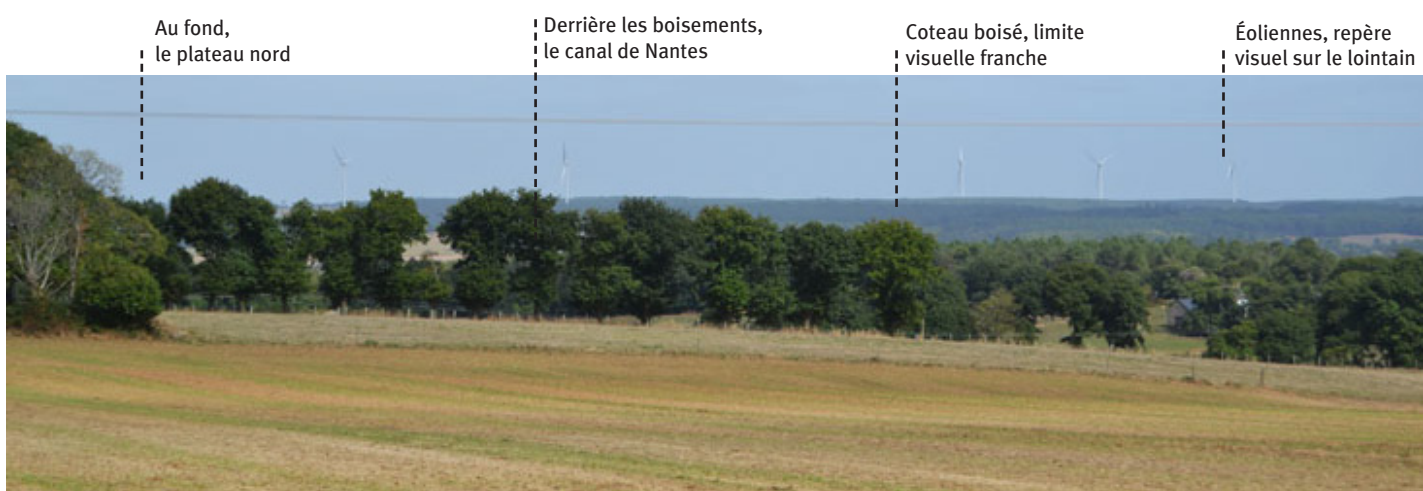 Au fond,
le plateau nord
Derrière les boisements,
le canal de Nantes
Coteau boisé, limite
visuelle franche
Éoliennes, repère
visuel sur le lointain